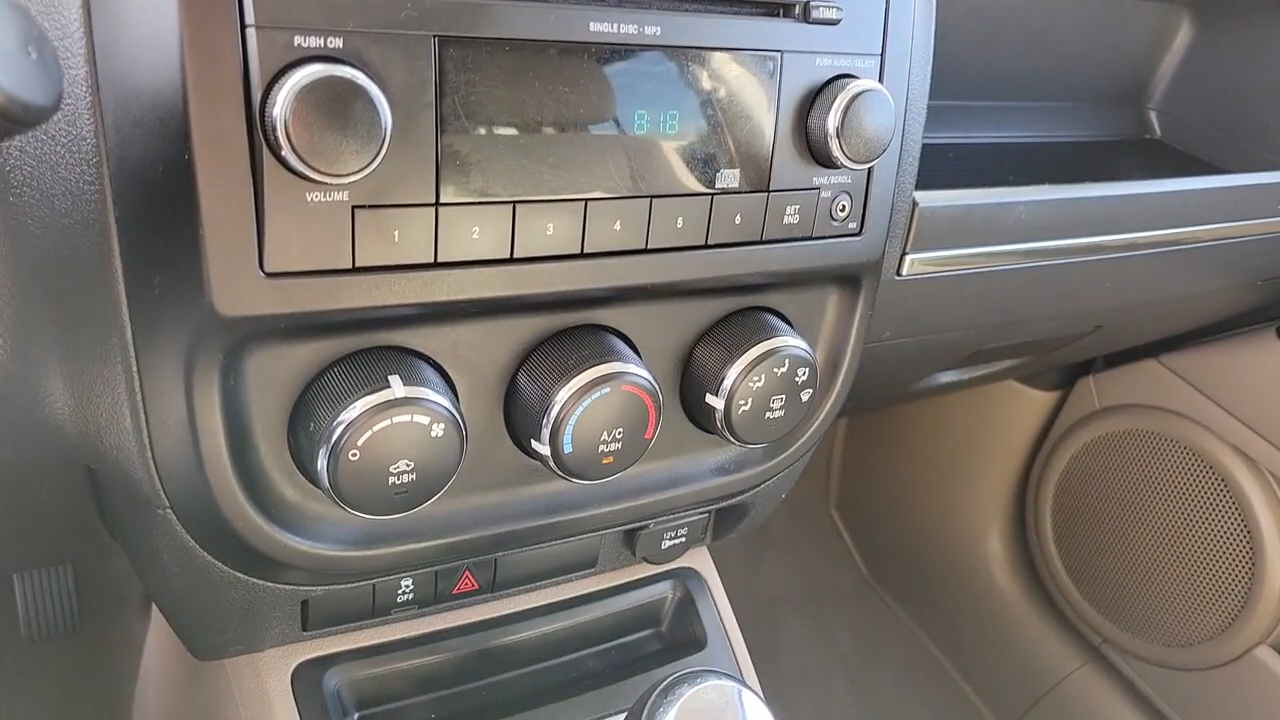 TIME
SINGLE DISC • MP3
PUSH ON
PUSH AUDIO/SELECT
8:18
VOLUME
TUNE/SCROLL
AUX
1
2
3
4
5
6
SET
RND
A/C
PUSH
PUSH
PUSH
12V DC
OFF